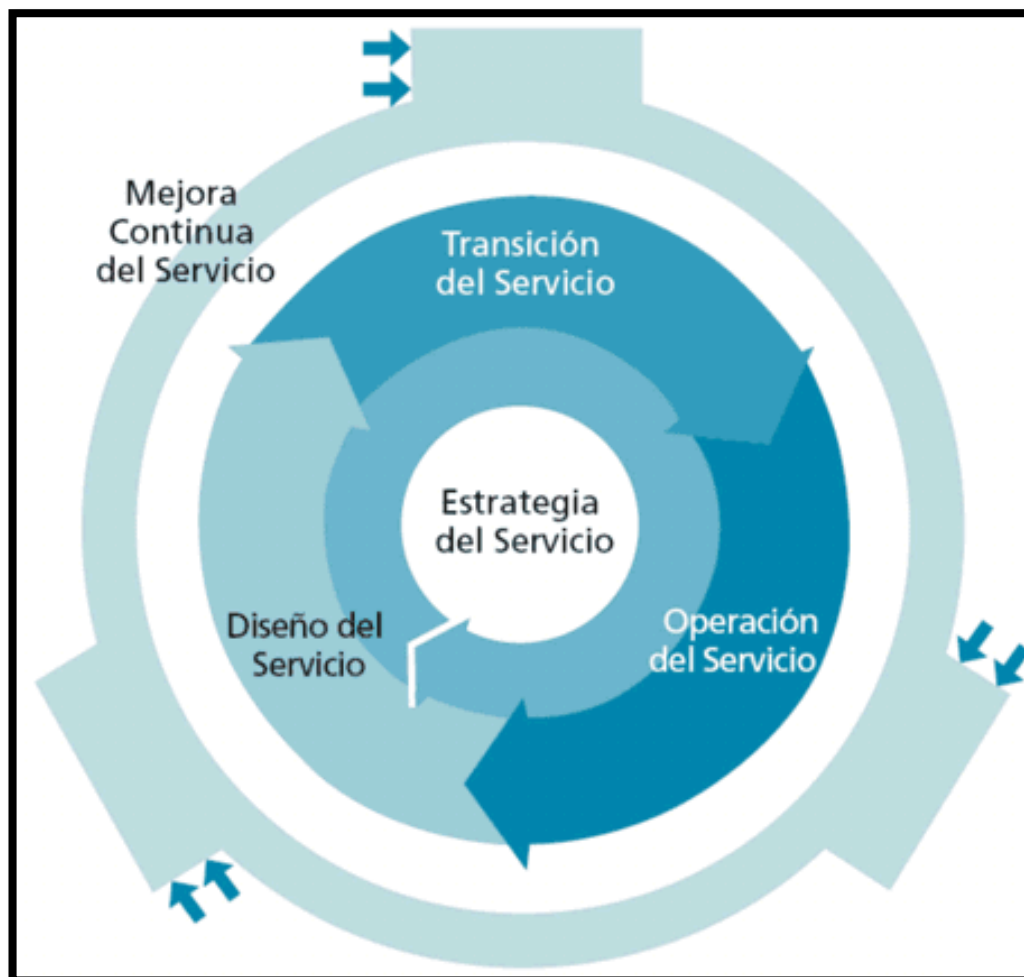 Mejora
Continua
del Servicio
Transición
del Servicio
Estrategia
del Servicio
Diseño del
Servicio
Operación
del Servicio